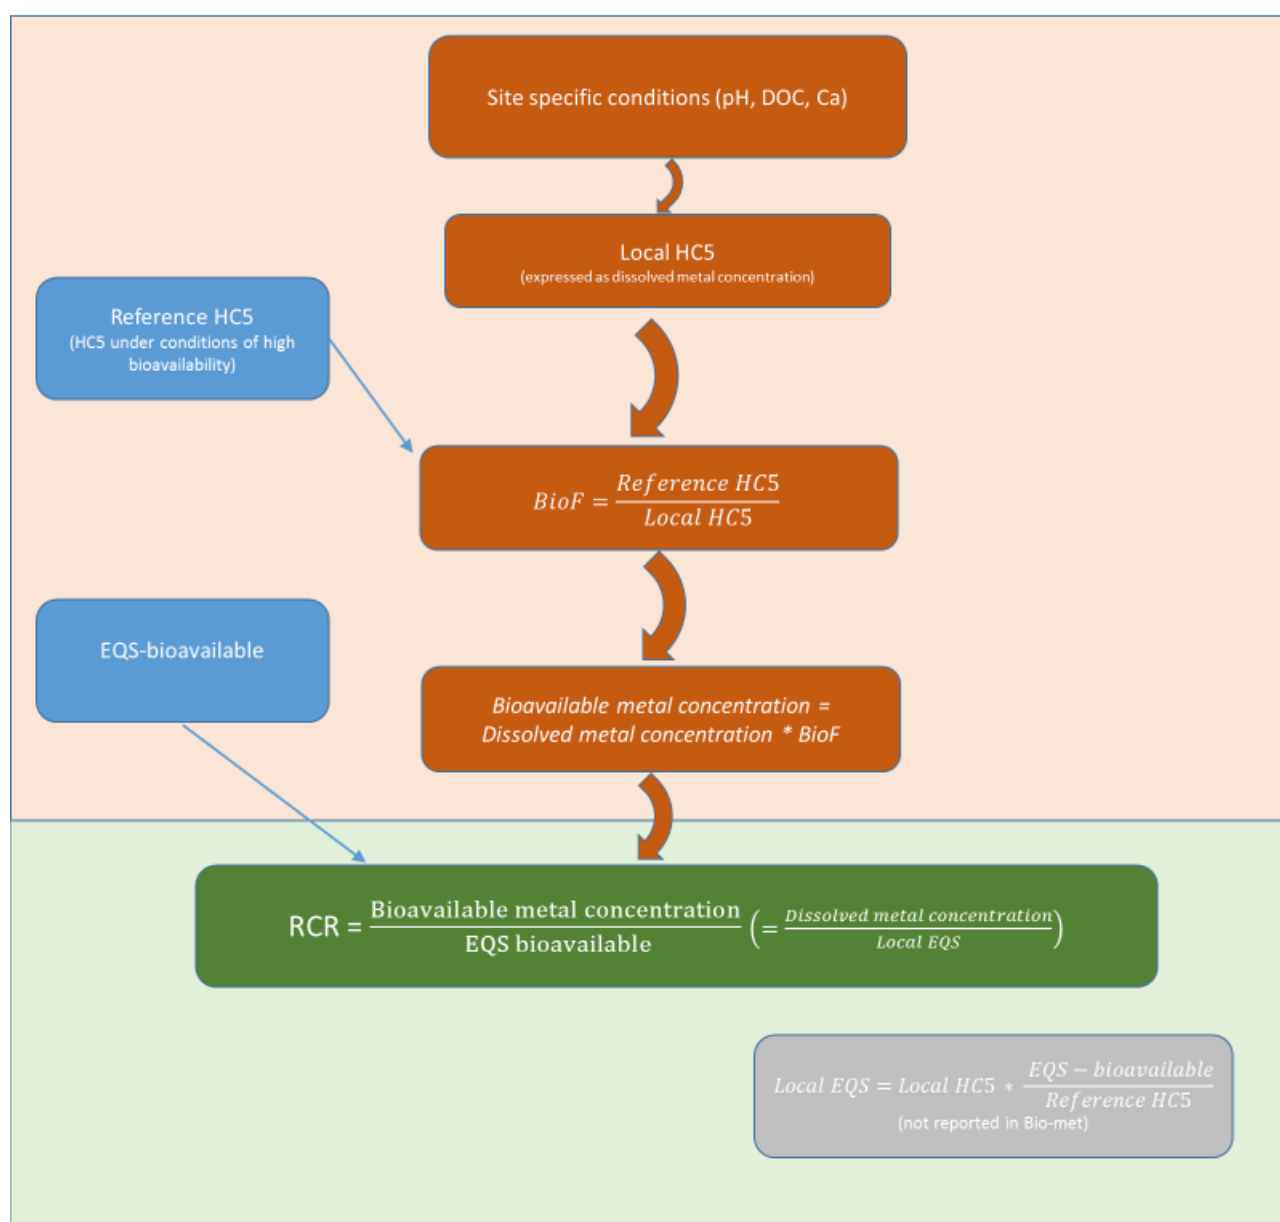 Site specific conditions (pH, DOC, Ca)
Local HC5
(expressed as dissolved metal concentration)
Reference HC5
(HC5 under conditions of high
bioavailability)
BioF = Reference HC5 / Local HC5
EQS-bioavailable
Bioavailable metal concentration =
Dissolved metal concentration * BioF
RCR = Bioavailable metal concentration / EQS bioavailable (= Dissolved metal concentration / Local EQS)
Local EQS = Local HC5 * EQS − bioavailable / Reference HC5
(not reported in Bio-met)